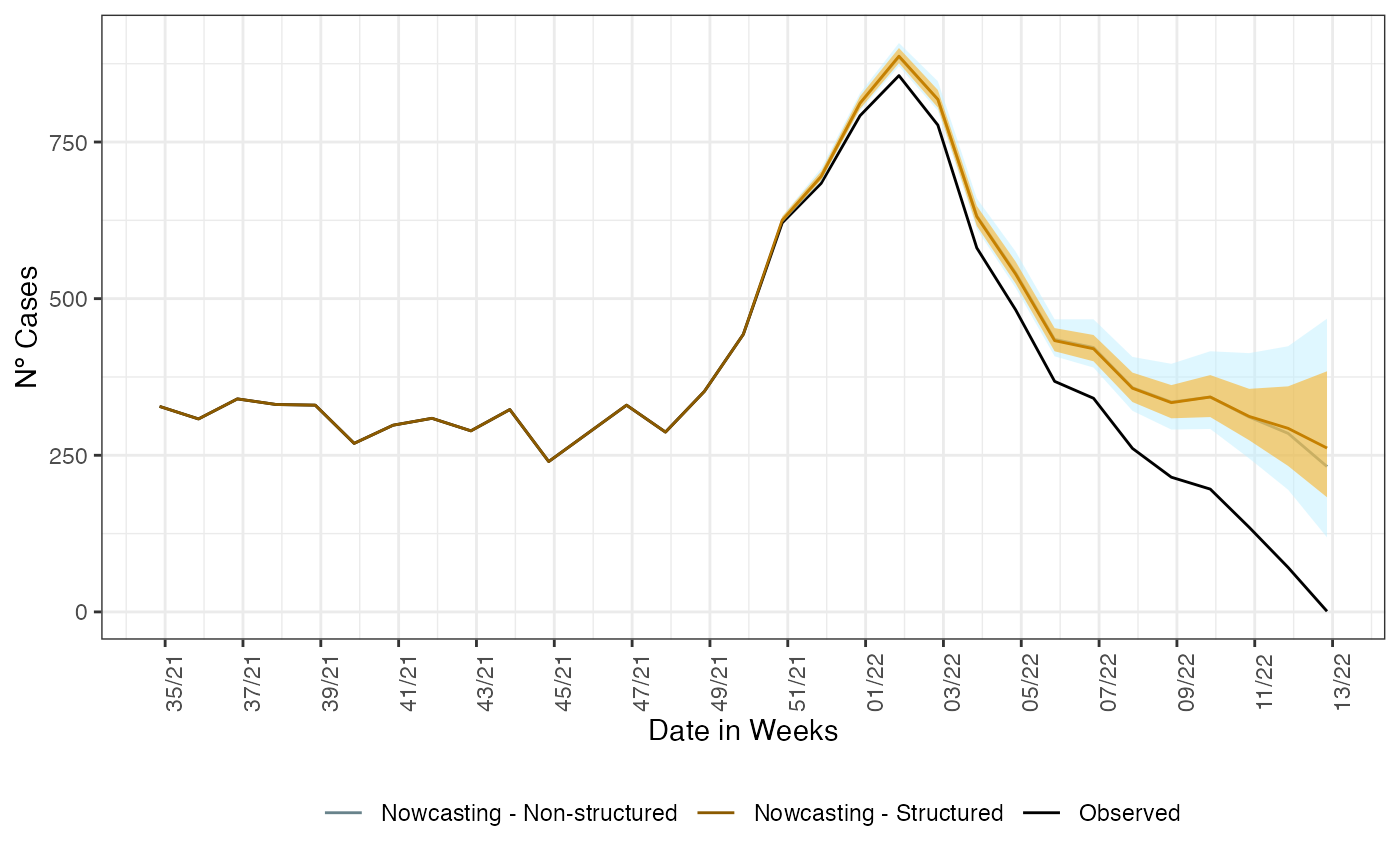 N° Cases
750
500
250
0
35/21 37/21 39/21 41/21 43/21 45/21 47/21 49/21 51/21 01/22 03/22 05/22 07/22 09/22 11/22 13/22
Date in Weeks
Nowcasting - Non-structured Nowcasting - Structured Observed